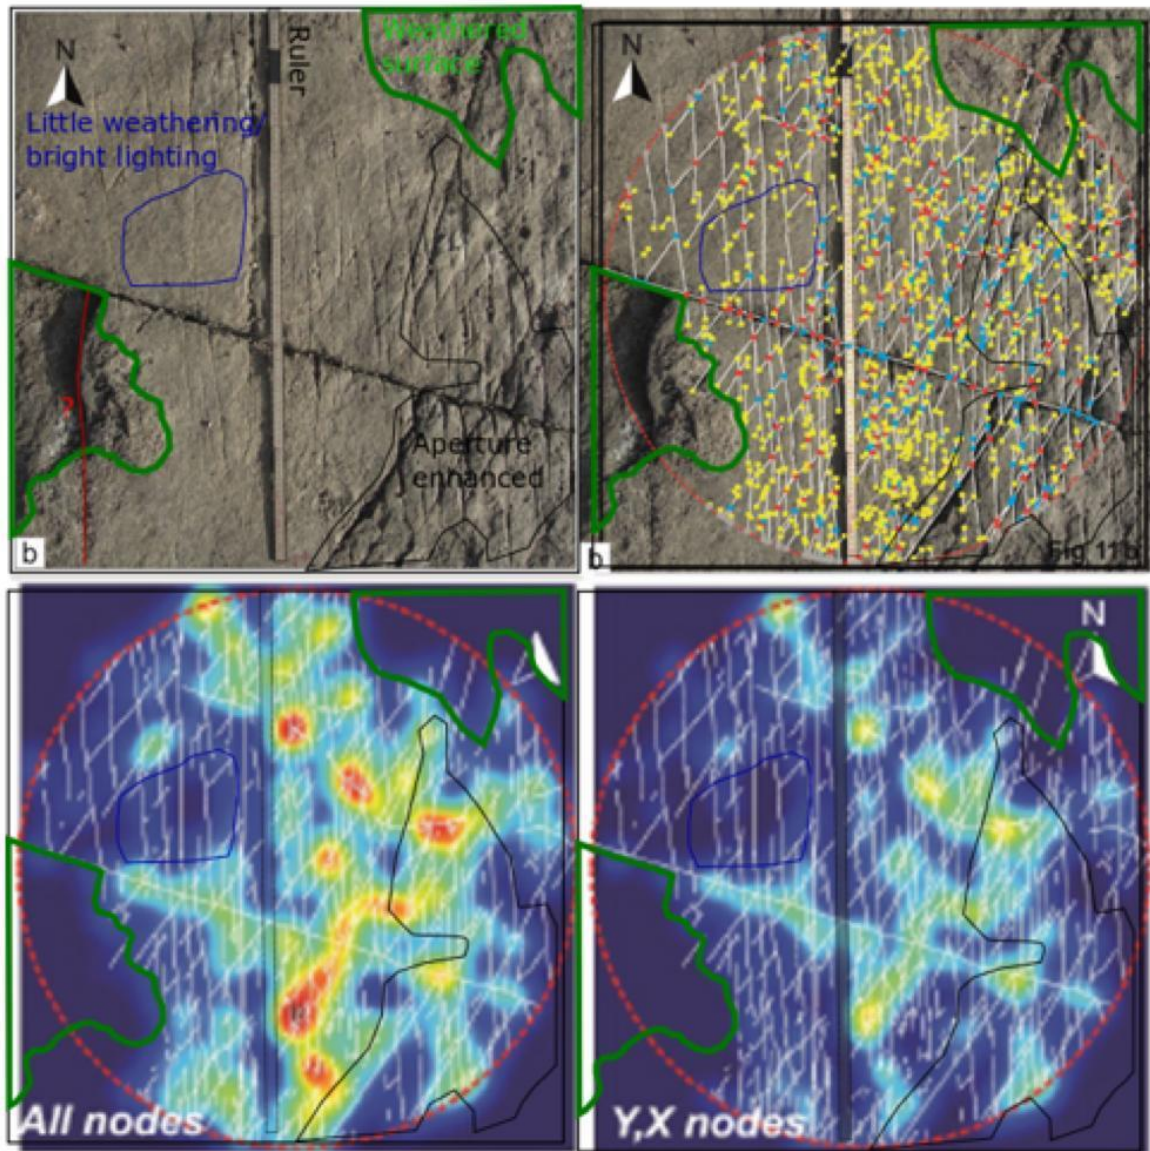 N
Ruler
Weathered
surface
Little weathering/
bright lighting
?
Aperture
enhanced
b
N
b
Fig 11b
All nodes
N
Y,X nodes